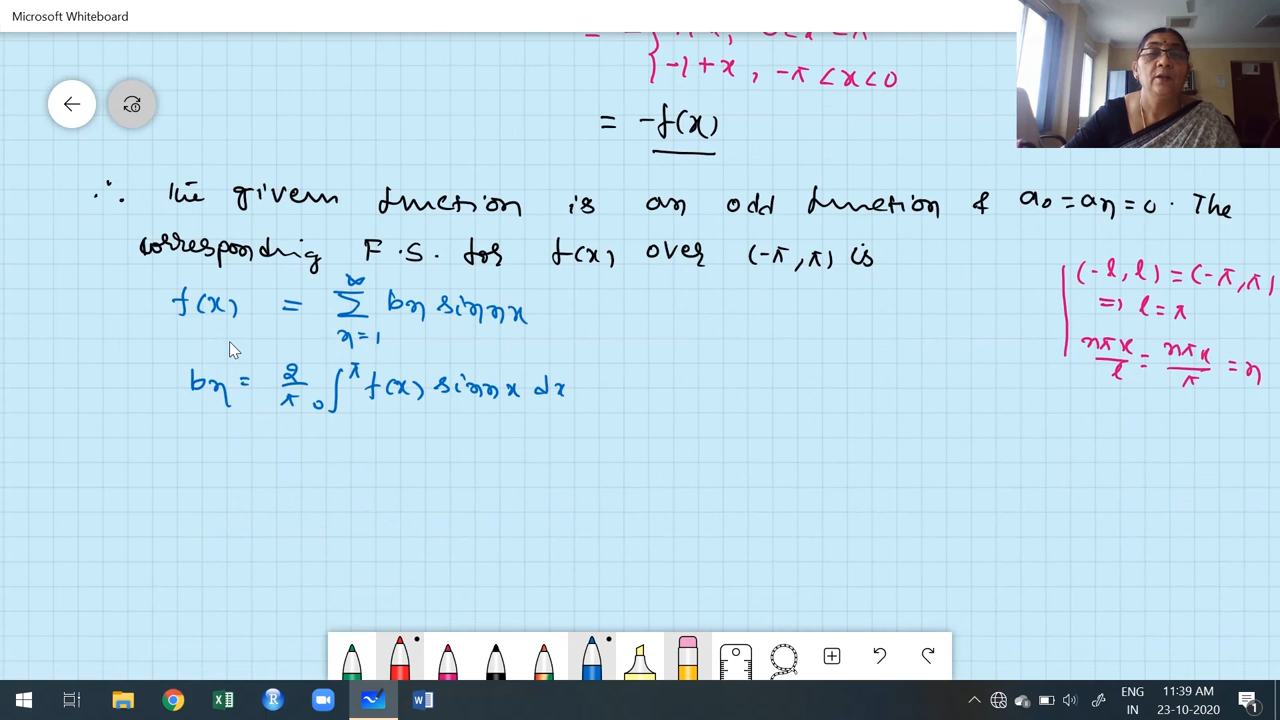 Microsoft Whiteboard
-1+x, -π<x<0
= -f(x)
∴ The given function is an odd function & a₀=aₙ=0. The
corresponding F.S. for f(x) over (-π,π) is
f(x) = ∑ₙ₌₁^∞ bₙ sin nx
bₙ = 2/π ₀∫^π f(x) sin nx dx
(-l,l)=(-π,π)
=> l=π
nπx/l = nπx/π = n
ENG
IN
11:39 AM
23-10-2020
1